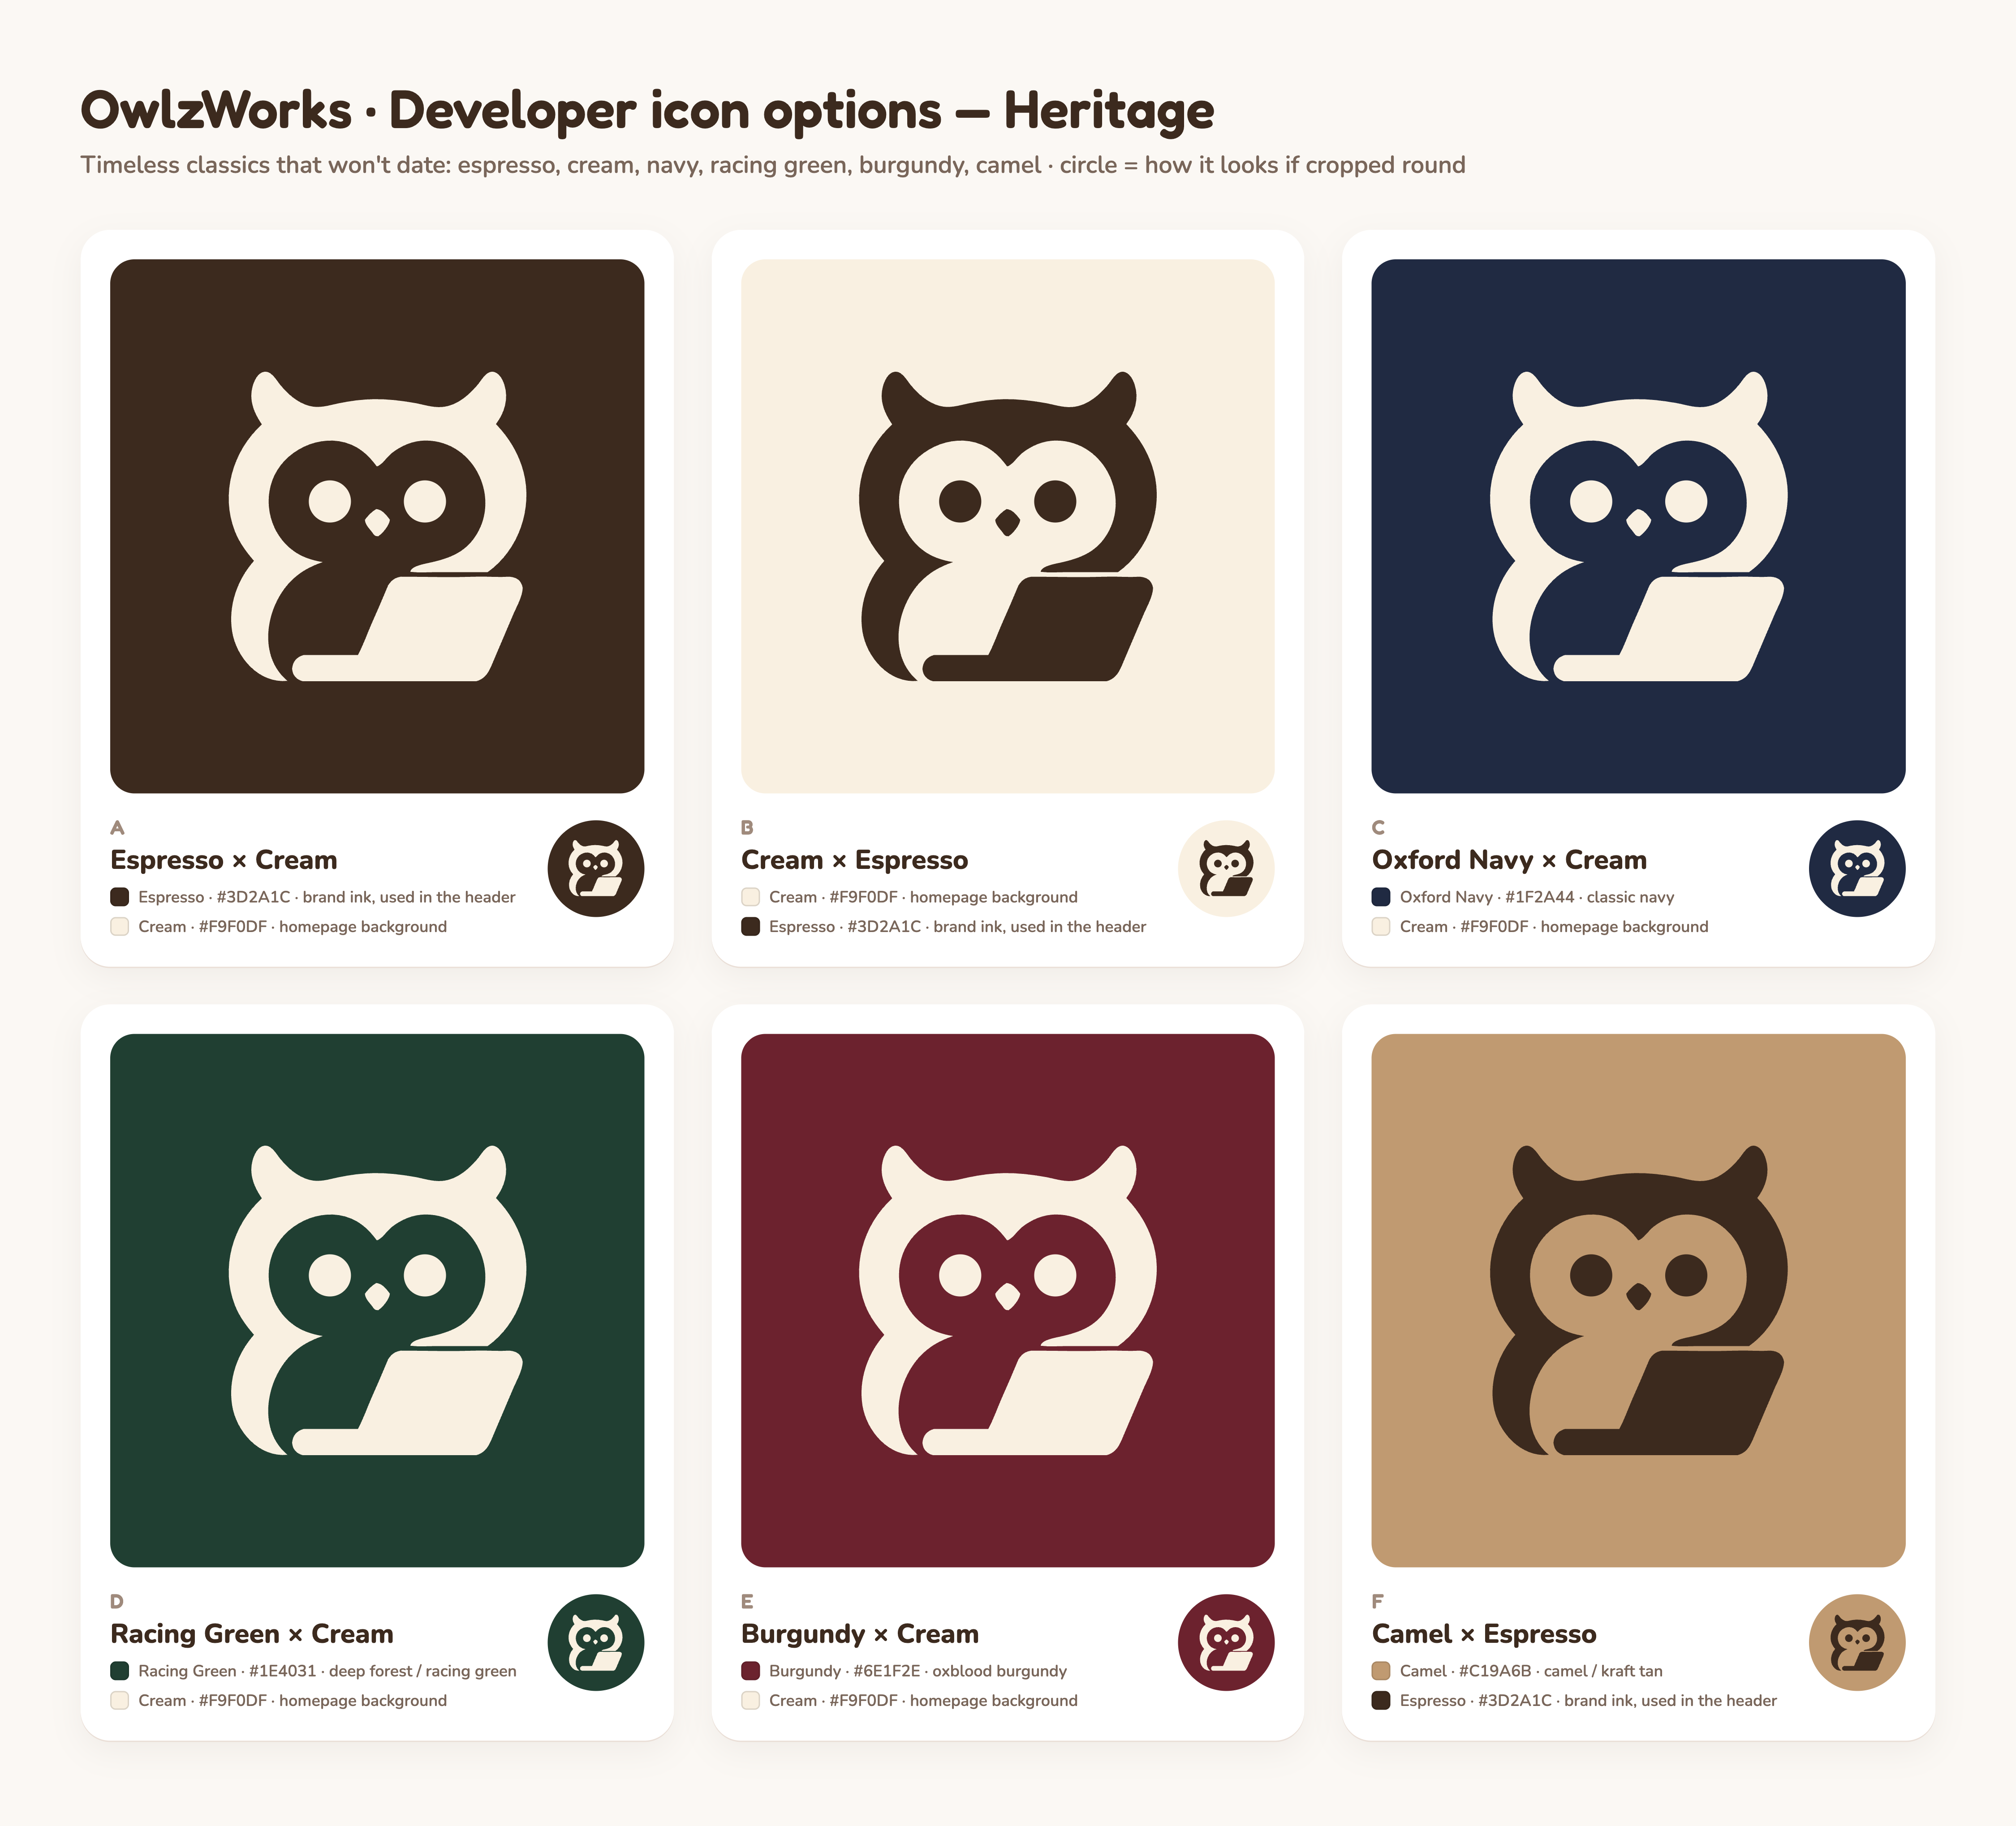 OwlzWorks · Developer icon options — Heritage
Timeless classics that won't date: espresso, cream, navy, racing green, burgundy, camel · circle = how it looks if cropped round
A
Espresso × Cream
Espresso · #3D2A1C · brand ink, used in the header
Cream · #F9F0DF · homepage background
B
Cream × Espresso
Cream · #F9F0DF · homepage background
Espresso · #3D2A1C · brand ink, used in the header
C
Oxford Navy × Cream
Oxford Navy · #1F2A44 · classic navy
Cream · #F9F0DF · homepage background
D
Racing Green × Cream
Racing Green · #1E4031 · deep forest / racing green
Cream · #F9F0DF · homepage background
E
Burgundy × Cream
Burgundy · #6E1F2E · oxblood burgundy
Cream · #F9F0DF · homepage background
F
Camel × Espresso
Camel · #C19A6B · camel / kraft tan
Espresso · #3D2A1C · brand ink, used in the header